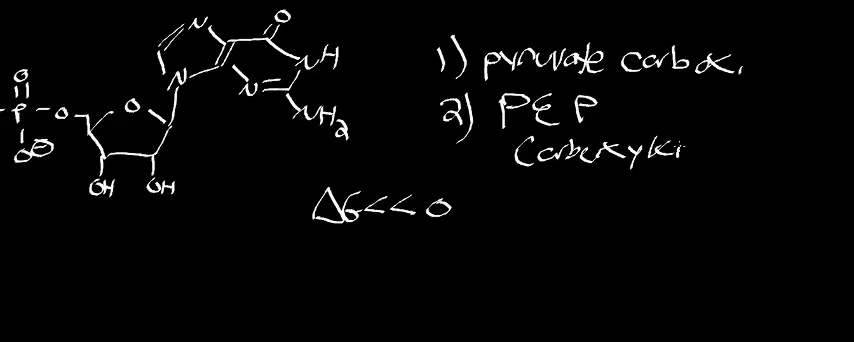 O
N
NH
N
N
NH2
O
-P-O-
O
O⊖
OH OH
1) pyruvate carbox.
2) PEP
Carboxyki
ΔG<<0